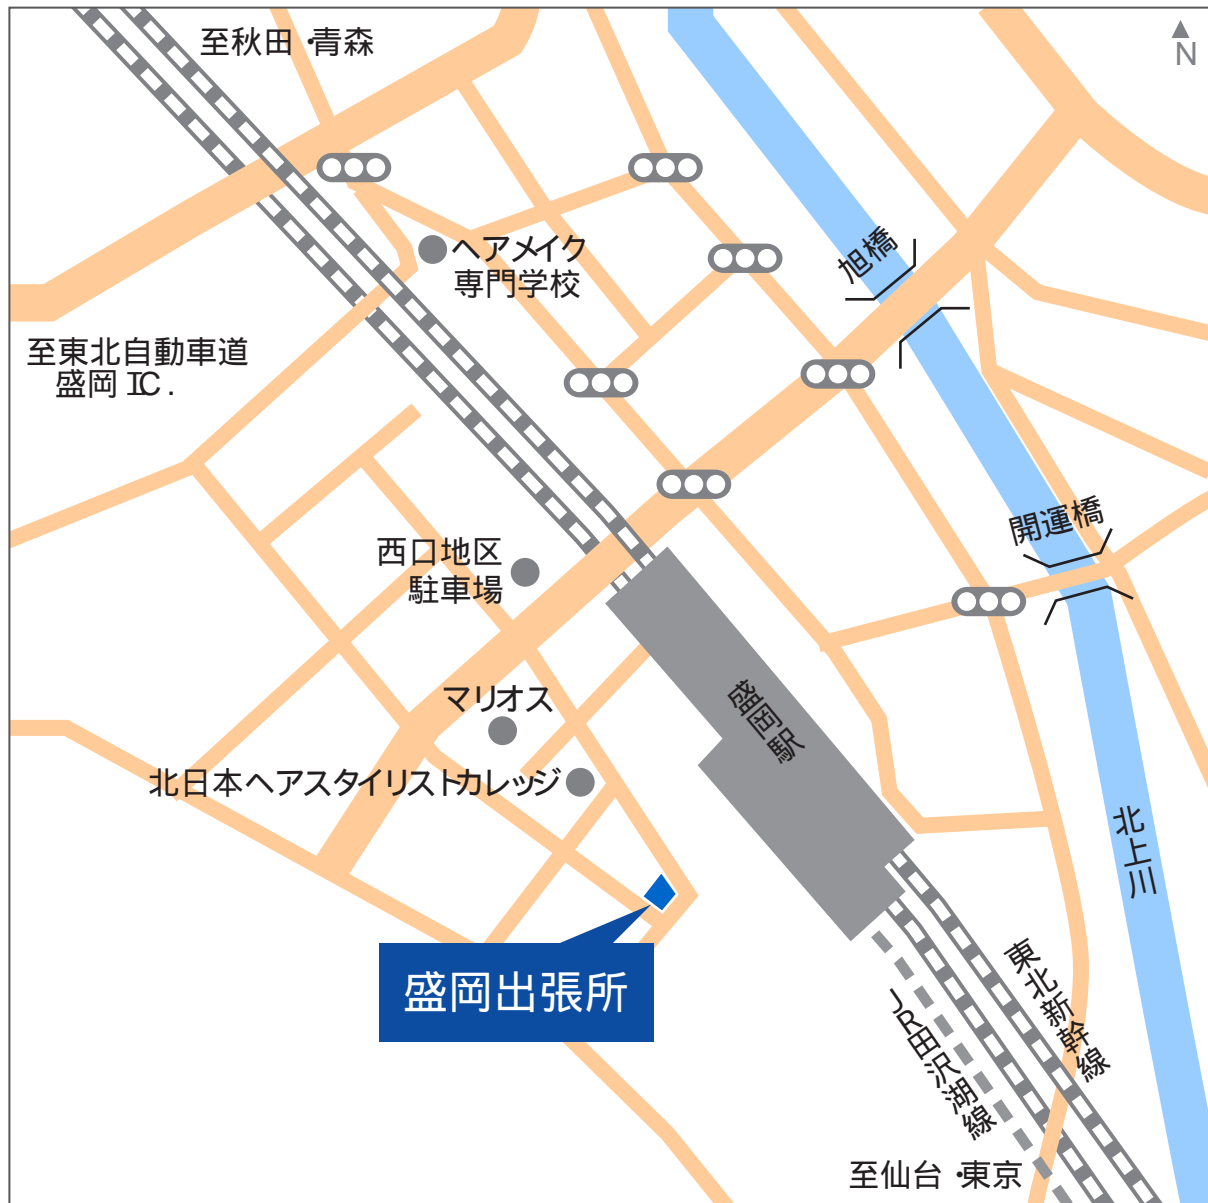 至秋田・青森
N
ヘアメイク
専門学校
旭橋
至東北自動車道
盛岡IC.
開運橋
西口地区
駐車場
マリオス
盛岡駅
北日本ヘアスタイリストカレッジ
北上川
盛岡出張所
東北新幹線
JR田沢湖線
至仙台・東京